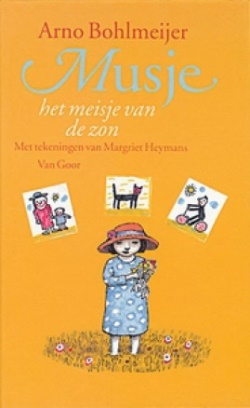 Arno Bohlmeijer
Musje
het meisje van
de zon
Met tekeningen van Margriet Heymans
Van Goor